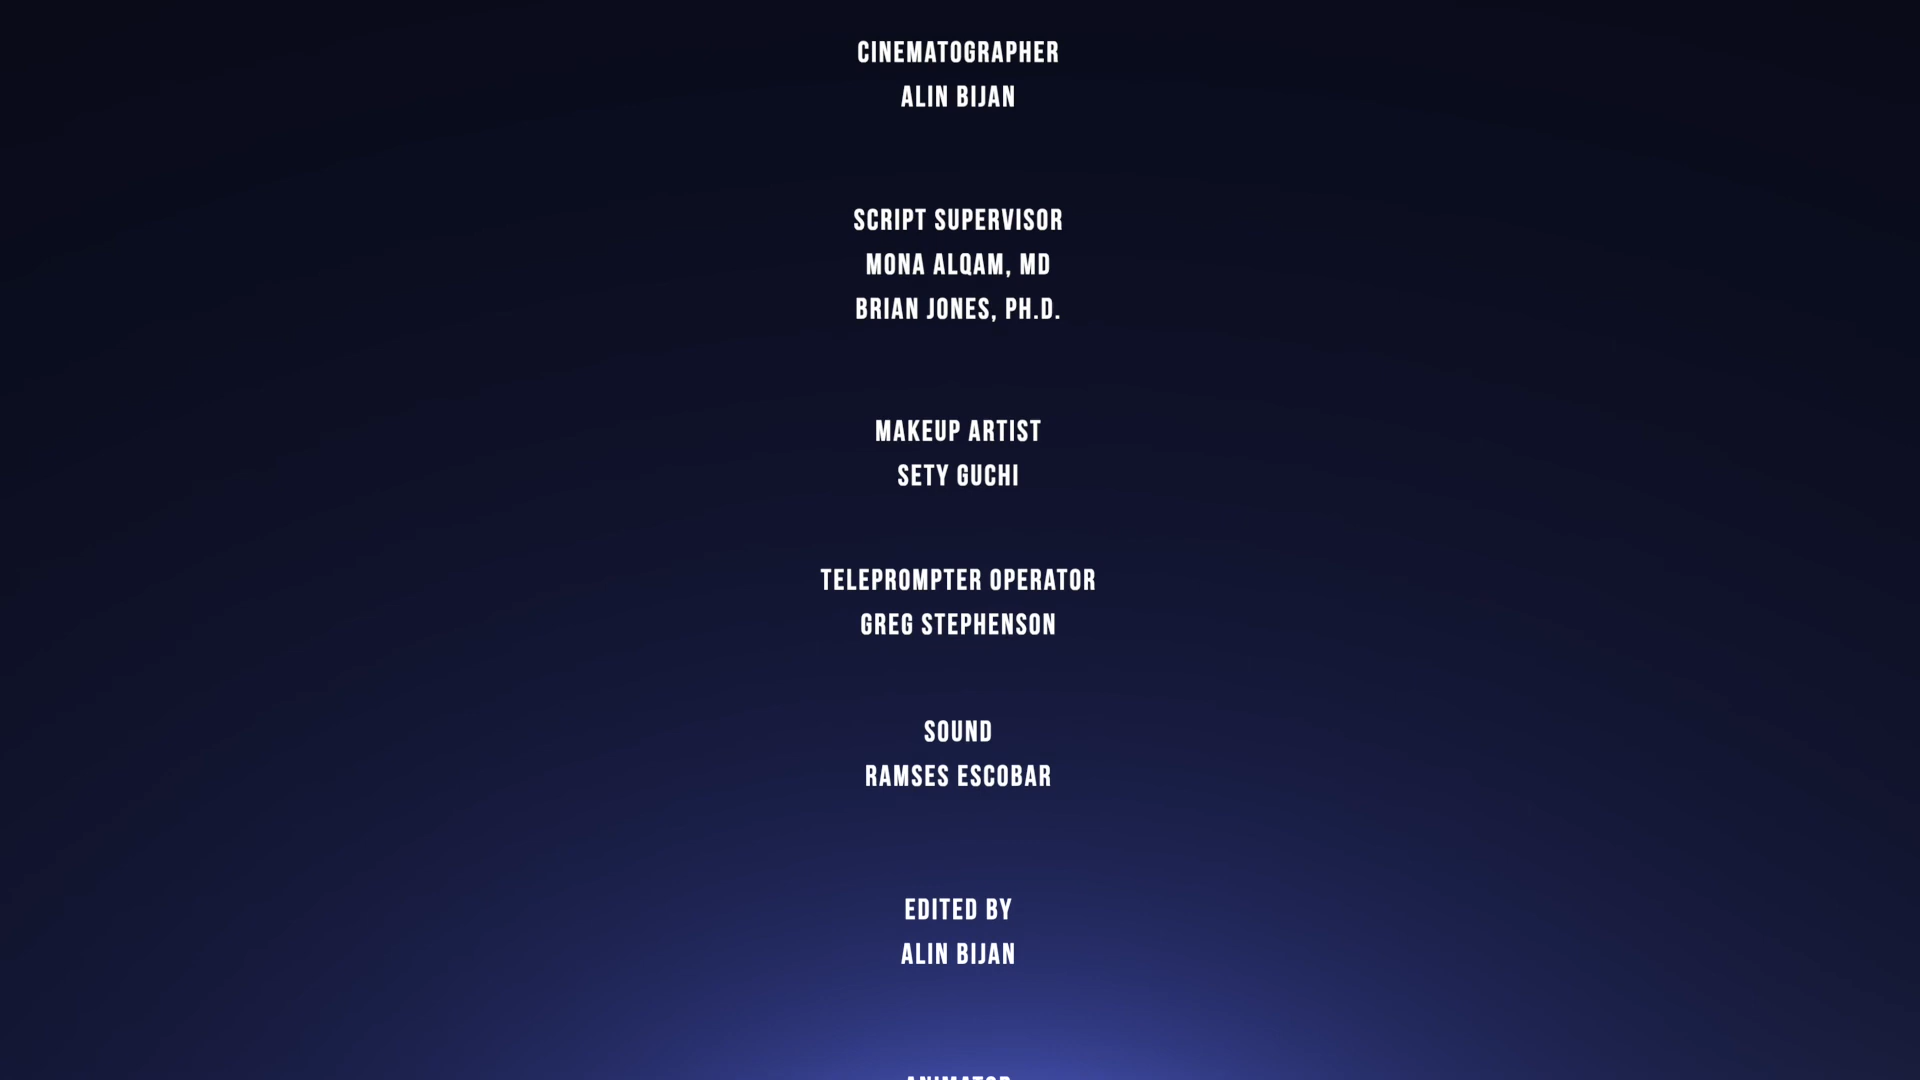 CINEMATOGRAPHER
ALIN BIJAN
SCRIPT SUPERVISOR
MONA ALQAM, MD
BRIAN JONES, PH.D.
MAKEUP ARTIST
SETY GUCHI
TELEPROMPTER OPERATOR
GREG STEPHENSON
SOUND
RAMSES ESCOBAR
EDITED BY
ALIN BIJAN
ANIMATOR